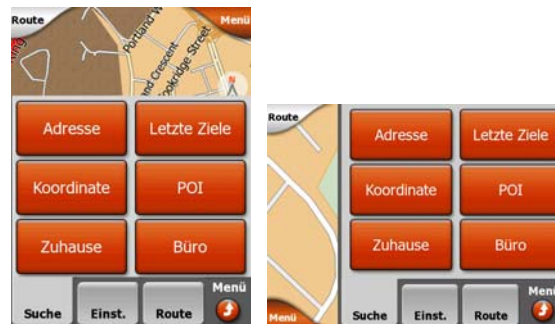 Route
Menü
Portland W
Crescent
ookridge Street
Adresse
Letzte Ziele
Koordinate
POI
Zuhause
Büro
Menü
Suche
Einst.
Route
Route
Adresse
Letzte Ziele
Koordinate
POI
Zuhause
Büro
Menü
Menü
Suche
Einst.
Route